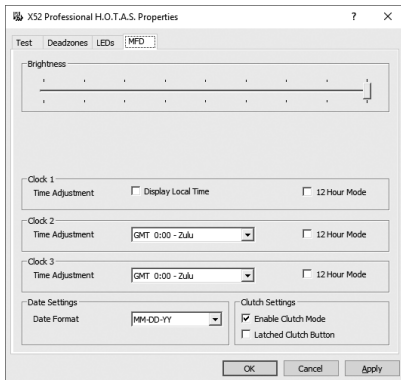 X52 Professional H.O.T.A.S. Properties ? ×
Test Deadzones LEDs MFD
Brightness
Clock 1
Time Adjustment Display Local Time 12 Hour Mode
Clock 2
Time Adjustment GMT 0:00 - Zulu 12 Hour Mode
Clock 3
Time Adjustment GMT 0:00 - Zulu 12 Hour Mode
Date Settings Clutch Settings
Date Format MM-DD-YY Enable Clutch Mode
Latched Clutch Button
OK Cancel Apply